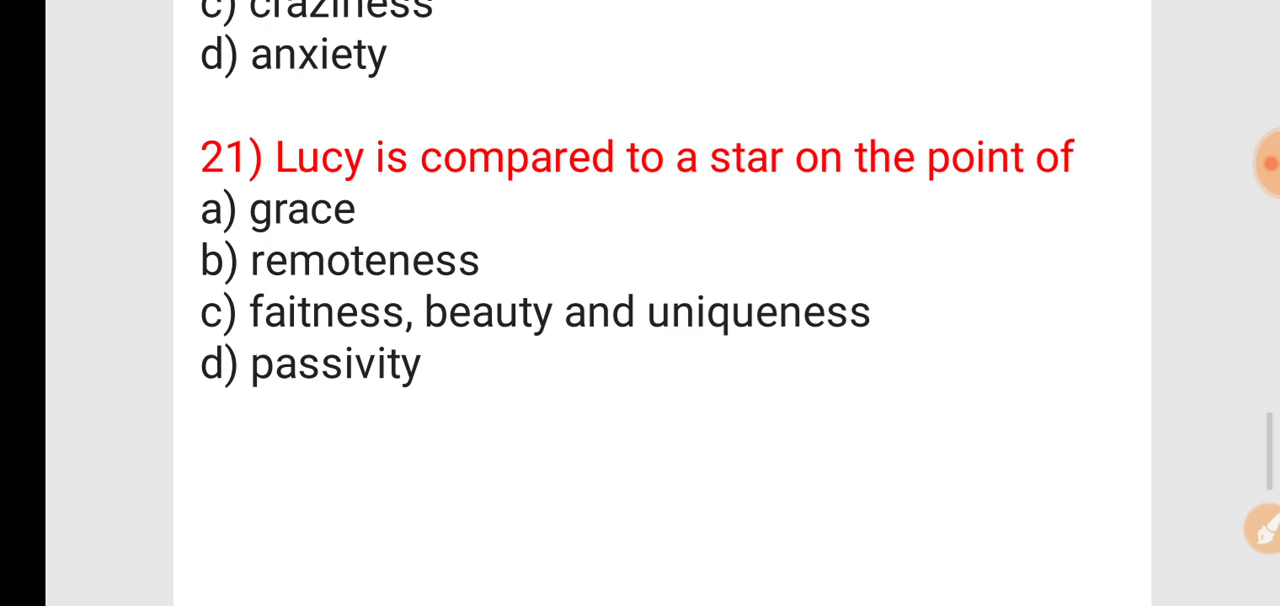 c) craziness
d) anxiety
21) Lucy is compared to a star on the point of
a) grace
b) remoteness
c) faitness, beauty and uniqueness
d) passivity